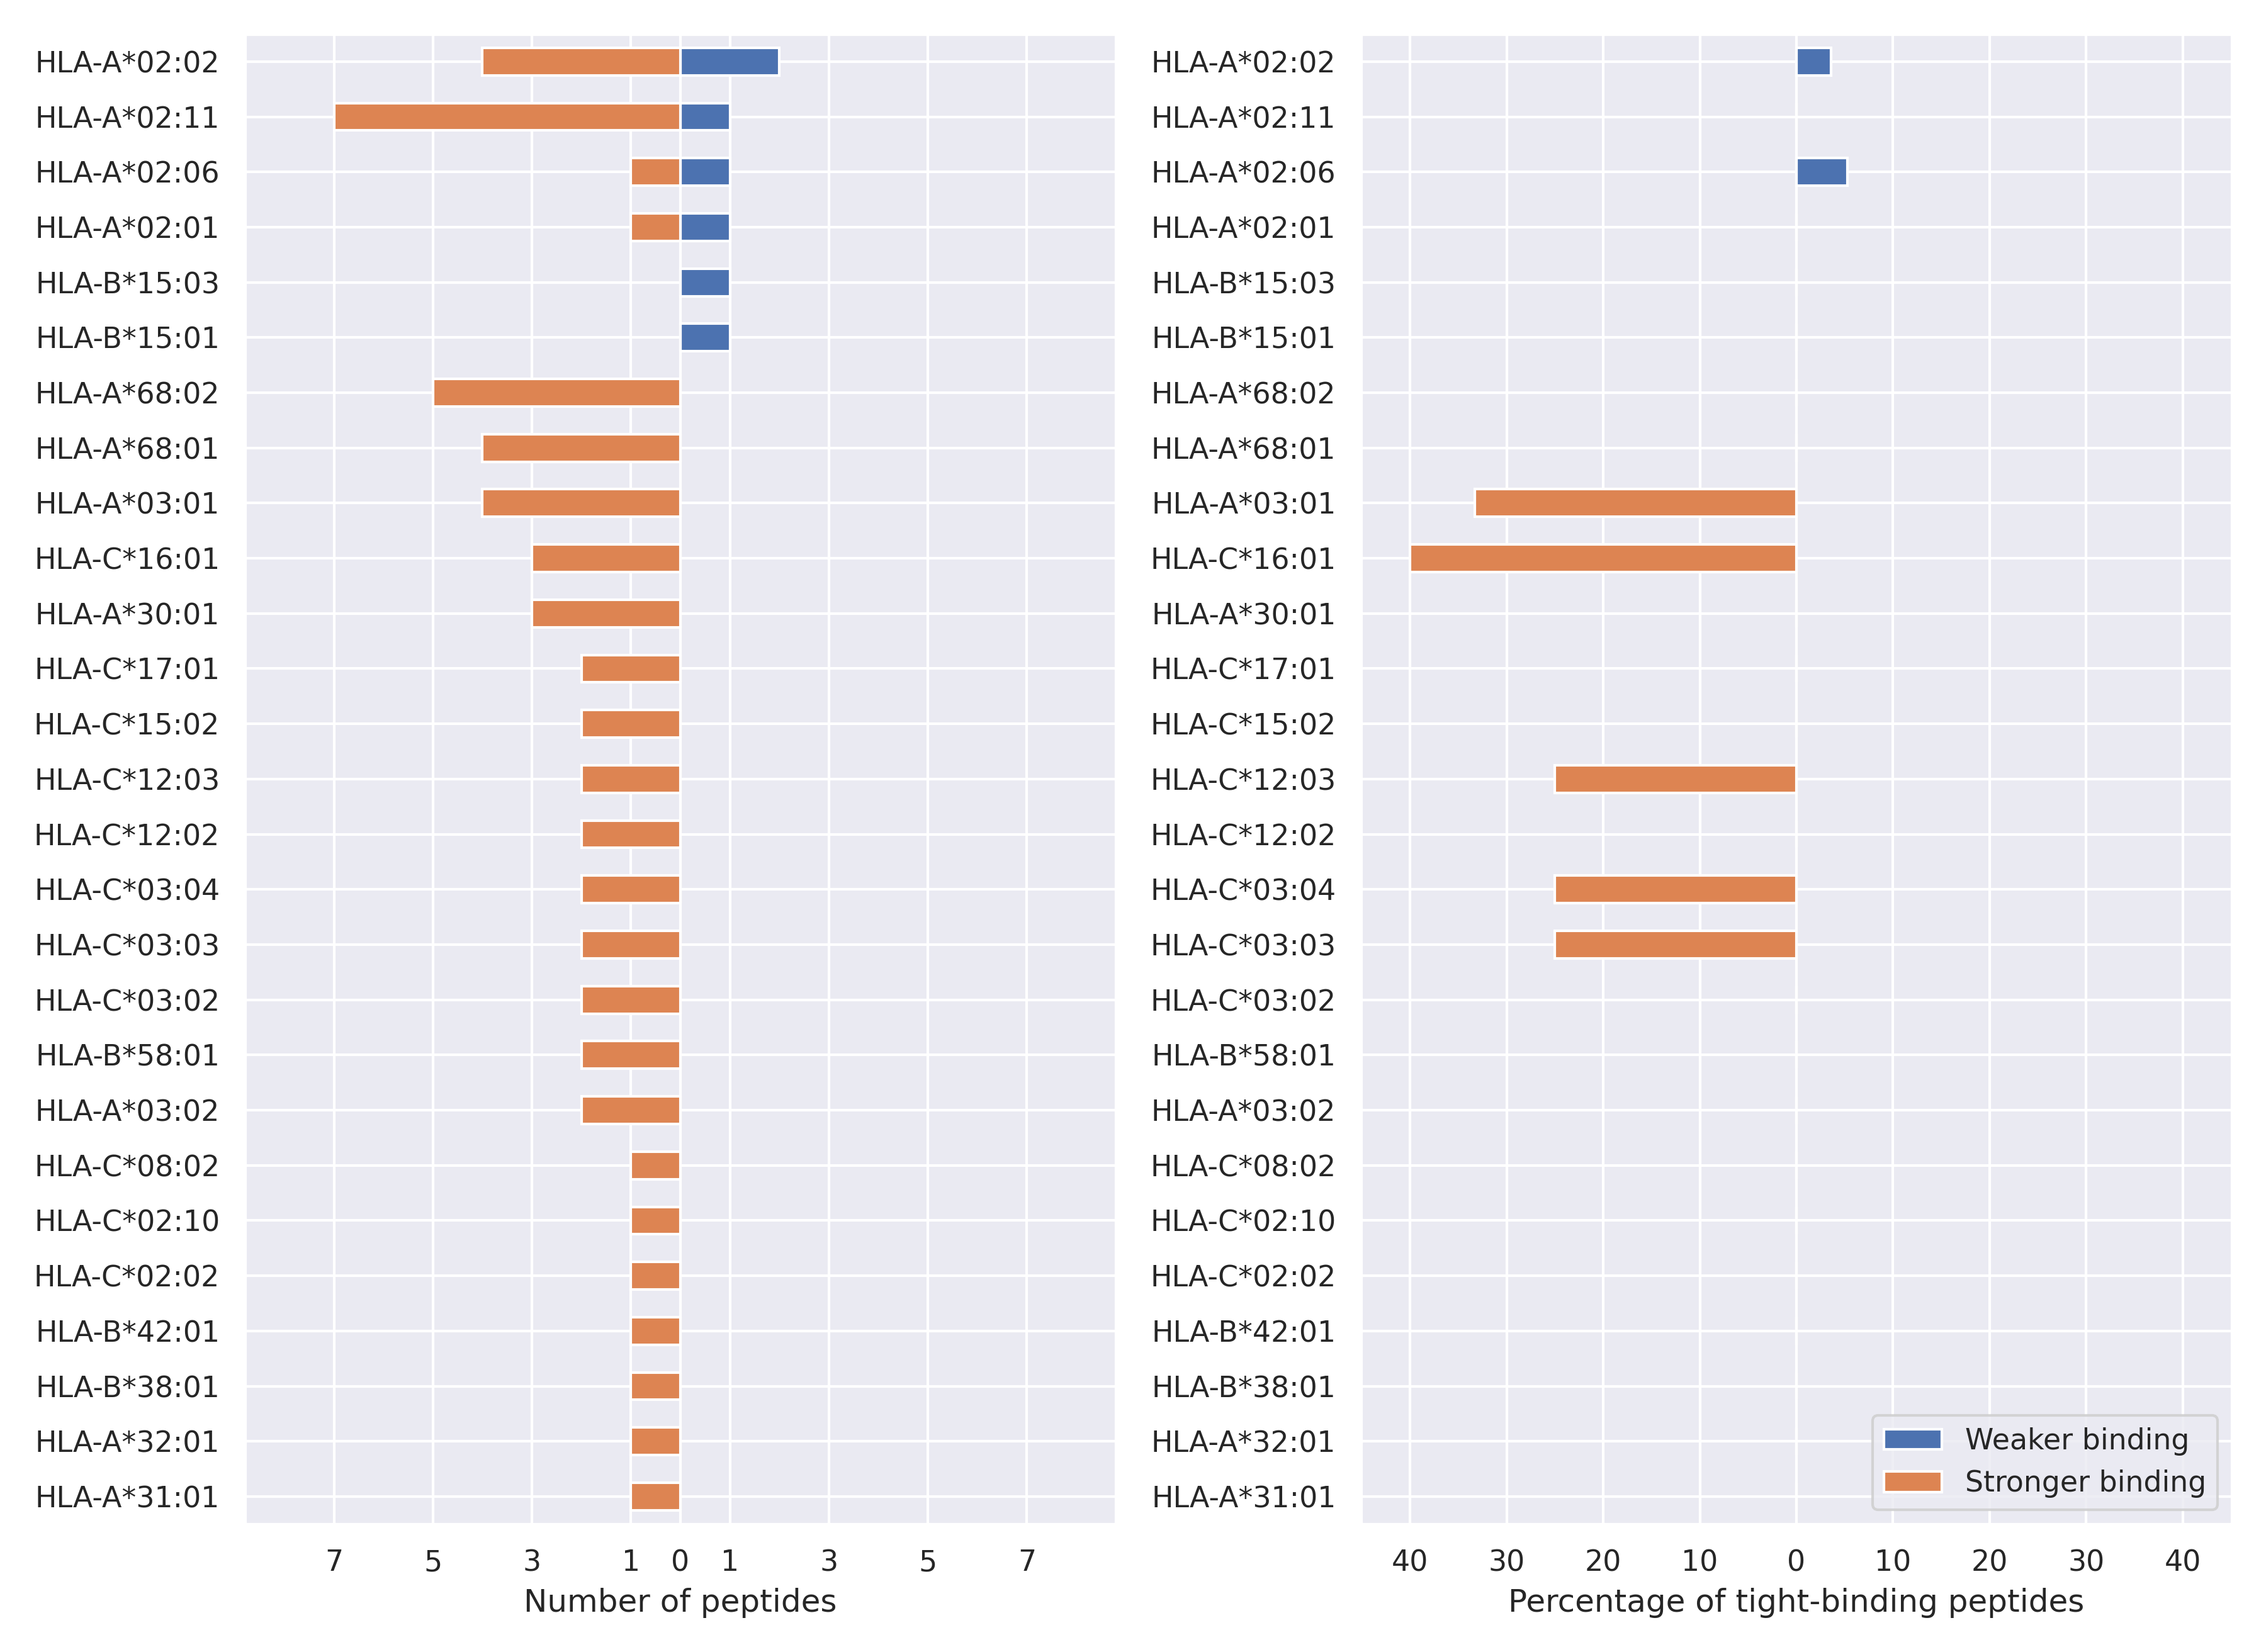 HLA-A*02:02
HLA-A*02:11
HLA-A*02:06
HLA-A*02:01
HLA-B*15:03
HLA-B*15:01
HLA-A*68:02
HLA-A*68:01
HLA-A*03:01
HLA-C*16:01
HLA-A*30:01
HLA-C*17:01
HLA-C*15:02
HLA-C*12:03
HLA-C*12:02
HLA-C*03:04
HLA-C*03:03
HLA-C*03:02
HLA-B*58:01
HLA-A*03:02
HLA-C*08:02
HLA-C*02:10
HLA-C*02:02
HLA-B*42:01
HLA-B*38:01
HLA-A*32:01
HLA-A*31:01
7 5 3 1 0 1 3 5 7
Number of peptides
HLA-A*02:02
HLA-A*02:11
HLA-A*02:06
HLA-A*02:01
HLA-B*15:03
HLA-B*15:01
HLA-A*68:02
HLA-A*68:01
HLA-A*03:01
HLA-C*16:01
HLA-A*30:01
HLA-C*17:01
HLA-C*15:02
HLA-C*12:03
HLA-C*12:02
HLA-C*03:04
HLA-C*03:03
HLA-C*03:02
HLA-B*58:01
HLA-A*03:02
HLA-C*08:02
HLA-C*02:10
HLA-C*02:02
HLA-B*42:01
HLA-B*38:01
HLA-A*32:01
HLA-A*31:01
Weaker binding
Stronger binding
40 30 20 10 0 10 20 30 40
Percentage of tight-binding peptides